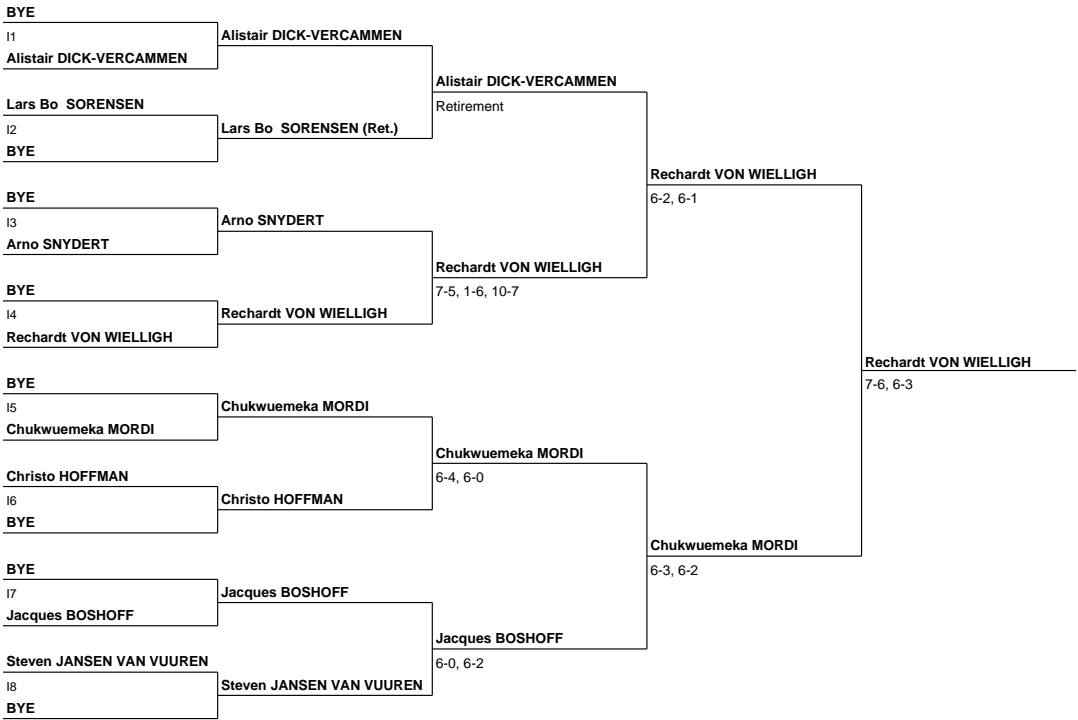 BYE
I1
Alistair DICK-VERCAMMEN
Alistair DICK-VERCAMMEN
Alistair DICK-VERCAMMEN
Retirement
Lars Bo  SORENSEN
I2
Lars Bo  SORENSEN (Ret.)
BYE
Rechardt VON WIELLIGH
6-2, 6-1
BYE
I3
Arno SNYDERT
Arno SNYDERT
Rechardt VON WIELLIGH
7-5, 1-6, 10-7
BYE
I4
Rechardt VON WIELLIGH
Rechardt VON WIELLIGH
Rechardt VON WIELLIGH
7-6, 6-3
BYE
I5
Chukwuemeka MORDI
Chukwuemeka MORDI
Chukwuemeka MORDI
6-4, 6-0
Christo HOFFMAN
I6
Christo HOFFMAN
BYE
Chukwuemeka MORDI
6-3, 6-2
BYE
I7
Jacques BOSHOFF
Jacques BOSHOFF
Jacques BOSHOFF
6-0, 6-2
Steven JANSEN VAN VUUREN
I8
Steven JANSEN VAN VUUREN
BYE